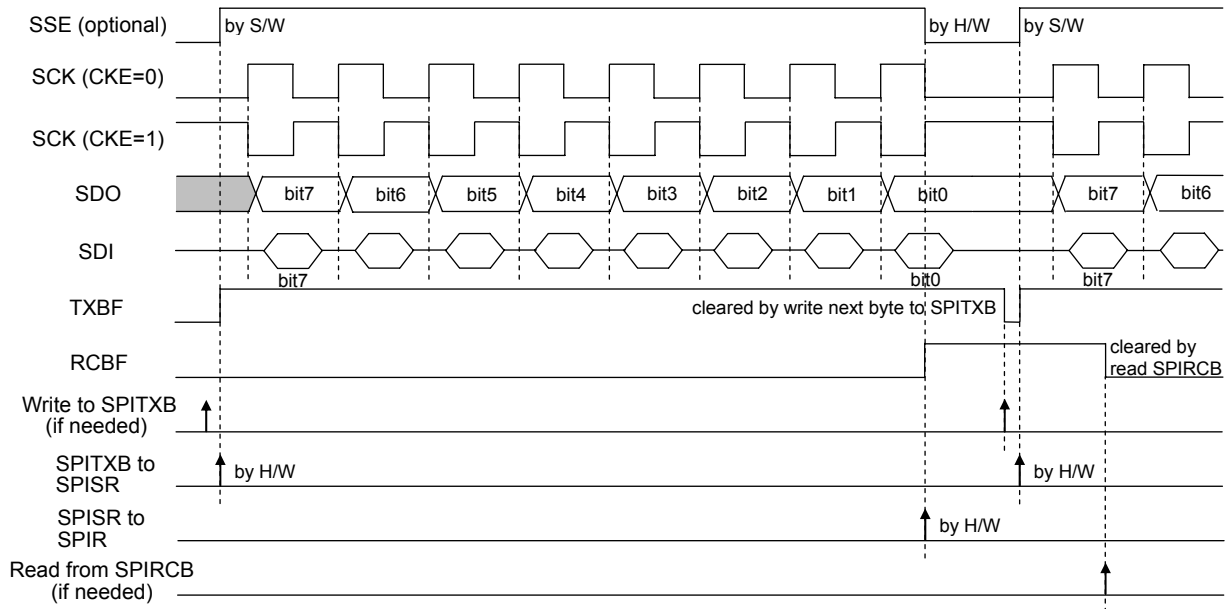 SSE (optional)
by S/W
by H/W
by S/W
SCK (CKE=0)
SCK (CKE=1)
SDO
bit7
bit6
bit5
bit4
bit3
bit2
bit1
bit0
bit7
bit6
SDI
bit7
bit0
bit7
TXBF
cleared by write next byte to SPITXB
RCBF
cleared by
read SPIRCB
Write to SPITXB
(if needed)
SPITXB to
SPISR
by H/W
by H/W
SPISR to
SPIR
by H/W
Read from SPIRCB
(if needed)